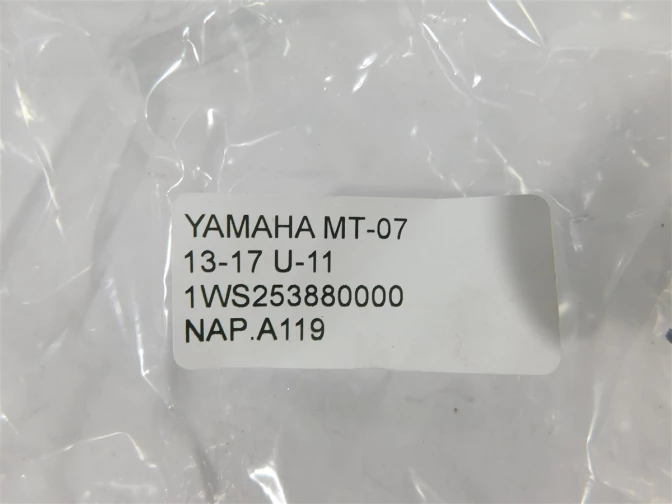 YAMAHA MT-07
13-17 U-11
1WS253880000
NAP.A119